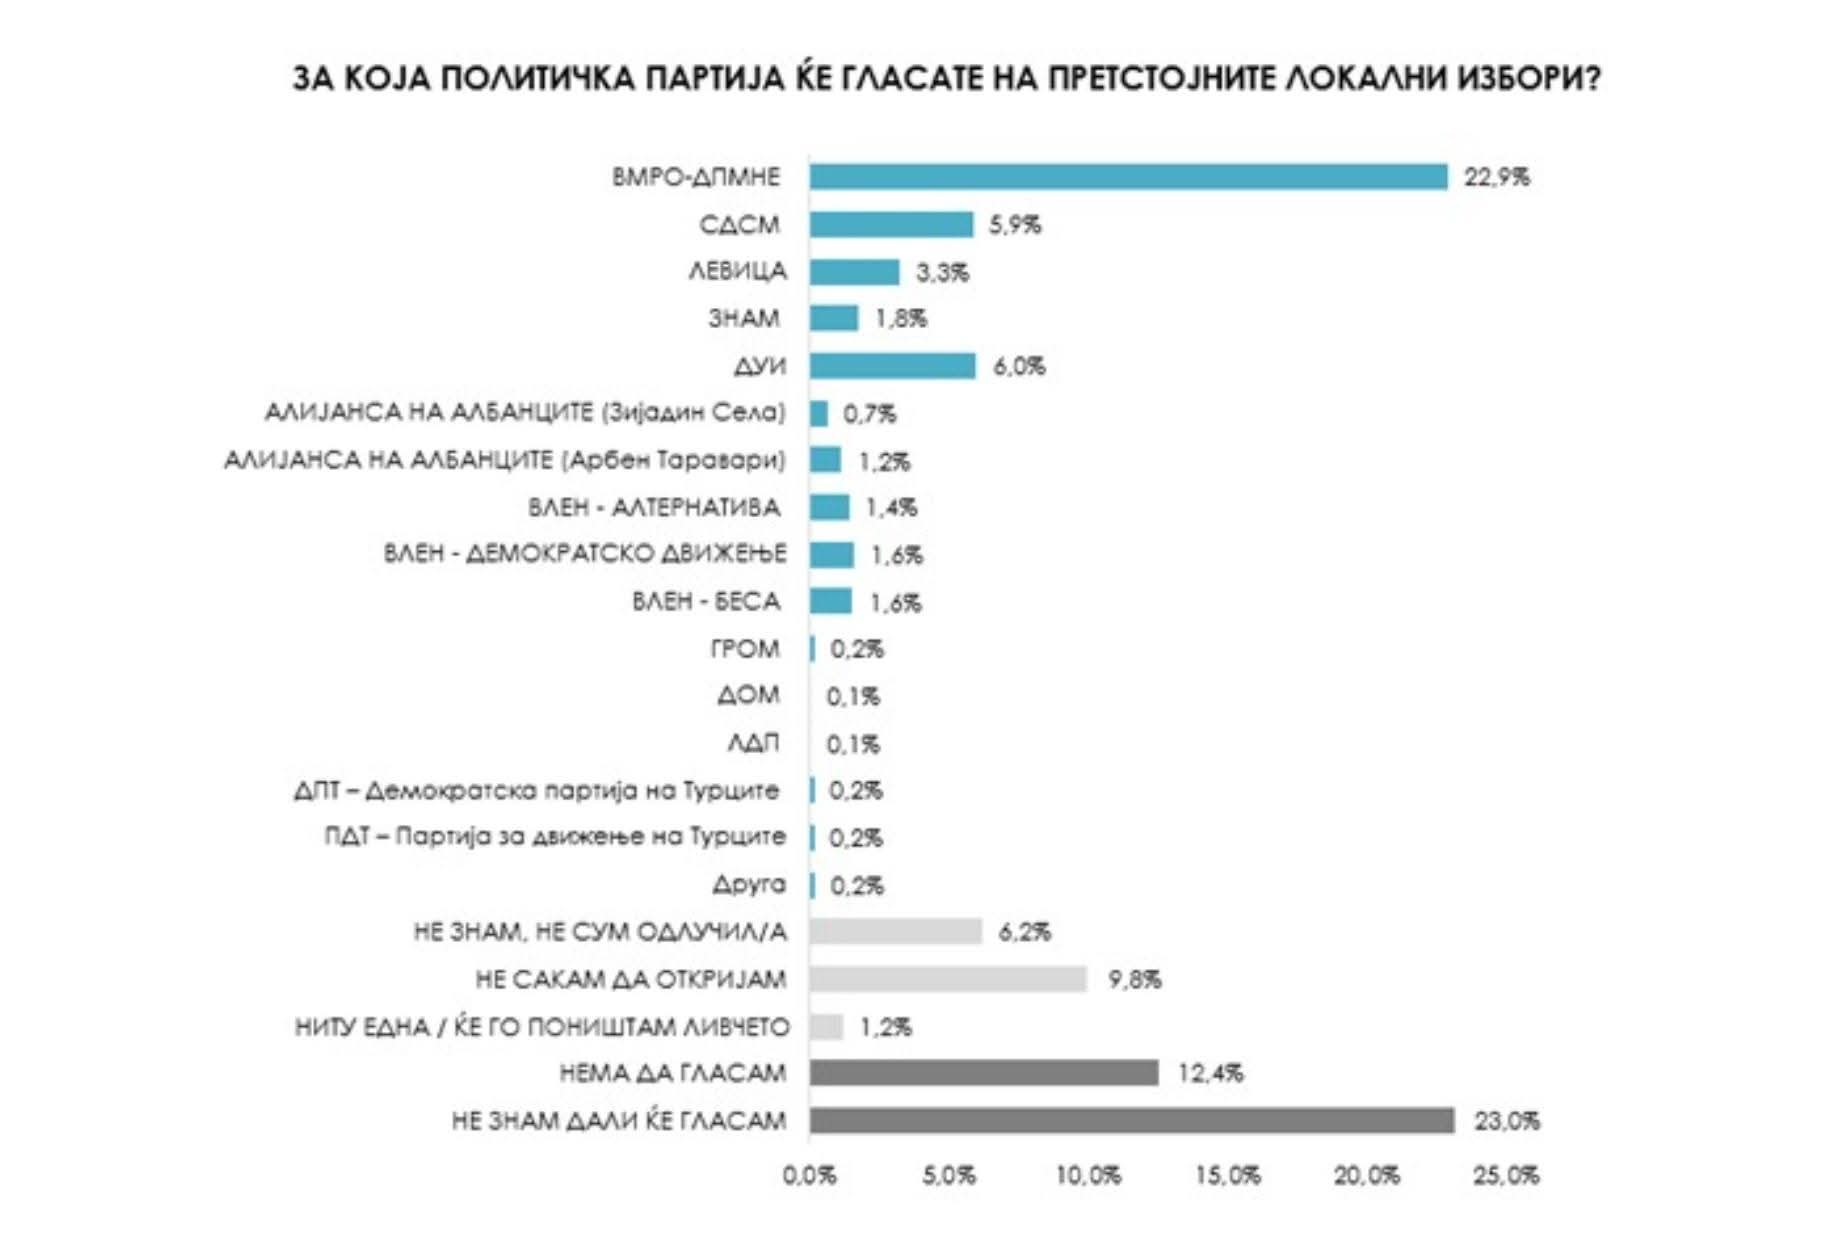 ЗА КОЈА ПОЛИТИЧКА ПАРТИЈА ЌЕ ГЛАСАТЕ НА ПРЕТСТОЈНИТЕ ЛОКАЛНИ ИЗБОРИ?
ВМРО-ДПМНЕ 22,9%
СДСМ 5,9%
ЛЕВИЦА 3,3%
ЗНАМ 1,8%
ДУИ 6,0%
АЛИЈАНСА НА АЛБАНЦИТЕ (Зијадин Села) 0,7%
АЛИЈАНСА НА АЛБАНЦИТЕ (Арбен Таравари) 1,2%
ВЛЕН - АЛТЕРНАТИВА 1,4%
ВЛЕН - ДЕМОКРАТСКО ДВИЖЕЊЕ 1,6%
ВЛЕН - БЕСА 1,6%
ГРОМ 0,2%
ДОМ 0,1%
ЛДП 0,1%
ДПТ – Демократска партија на Турците 0,2%
ПДТ – Партија за движење на Турците 0,2%
Друга 0,2%
НЕ ЗНАМ, НЕ СУМ ОДЛУЧИЛ/А 6,2%
НЕ САКАМ ДА ОТКРИЈАМ 9,8%
НИТУ ЕДНА / ЌЕ ГО ПОНИШТАМ ЛИВЧЕТО 1,2%
НЕМА ДА ГЛАСАМ 12,4%
НЕ ЗНАМ ДАЛИ ЌЕ ГЛАСАМ 23,0%
0,0% 5,0% 10,0% 15,0% 20,0% 25,0%